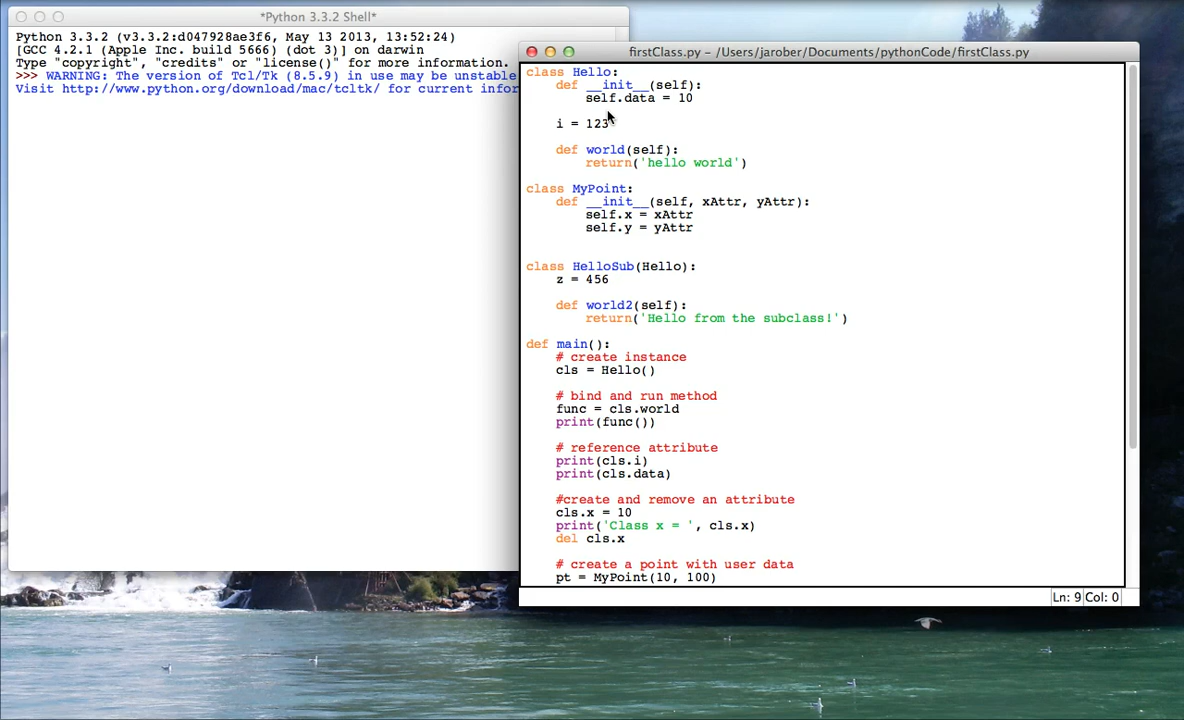 *Python 3.3.2 Shell*
Python 3.3.2 (v3.3.2:d047928ae3f6, May 13 2013, 13:52:24)
[GCC 4.2.1 (Apple Inc. build 5666) (dot 3)] on darwin
Type "copyright", "credits" or "license()" for more information.
>>> WARNING: The version of Tcl/Tk (8.5.9) in use may be unstable
Visit http://www.python.org/download/mac/tcltk/ for current infor
firstClass.py - /Users/jarober/Documents/pythonCode/firstClass.py
class Hello:
    def __init__(self):
        self.data = 10
    i = 123
    def world(self):
        return('hello world')
class MyPoint:
    def __init__(self, xAttr, yAttr):
        self.x = xAttr
        self.y = yAttr
class HelloSub(Hello):
    z = 456
    def world2(self):
        return('Hello from the subclass!')
def main():
    # create instance
    cls = Hello()
    # bind and run method
    func = cls.world
    print(func())
    # reference attribute
    print(cls.i)
    print(cls.data)
    #create and remove an attribute
    cls.x = 10
    print('Class x = ', cls.x)
    del cls.x
    # create a point with user data
    pt = MyPoint(10, 100)
Ln: 9 Col: 0